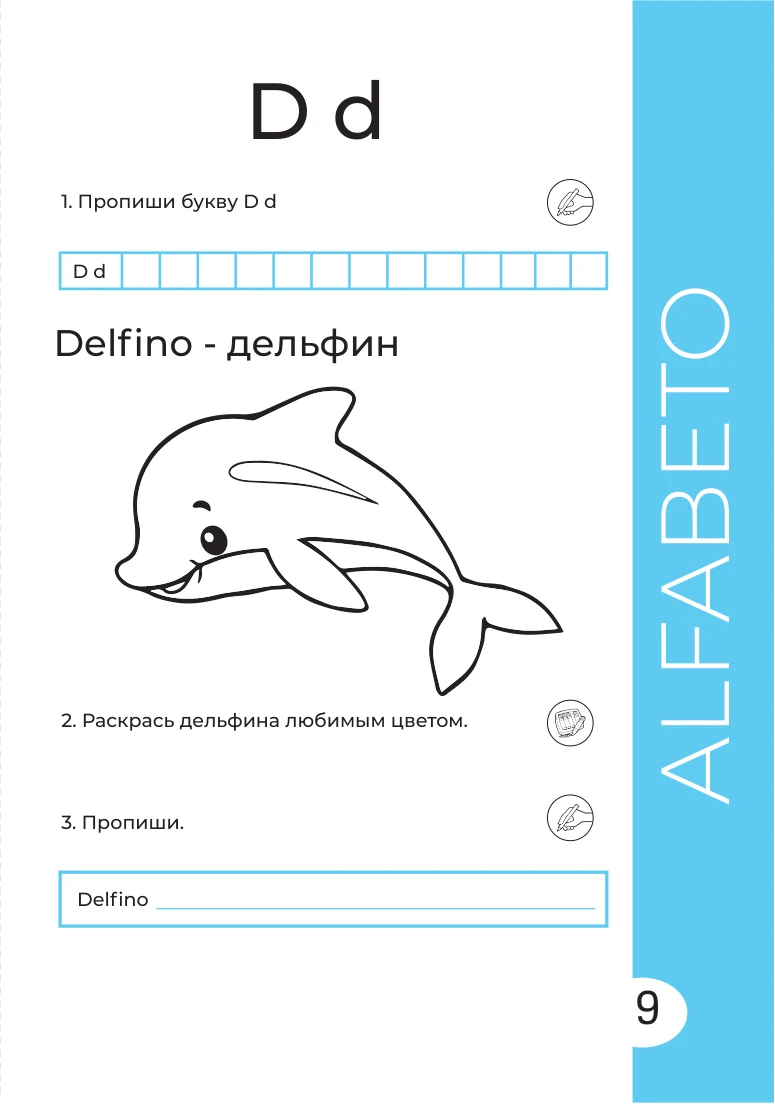 D d
1. Пропиши букву D d
D d
Delfino - дельфин
2. Раскрась дельфина любимым цветом.
3. Пропиши.
Delfino
ALFABETO
9